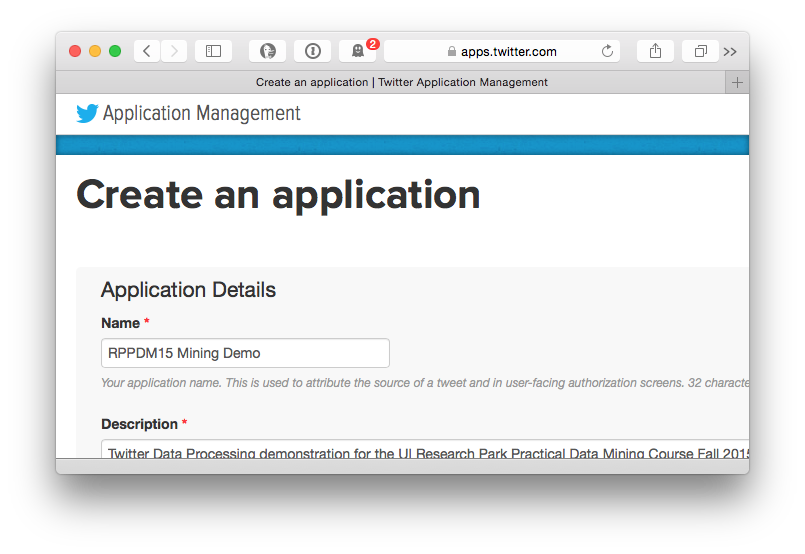 2
apps.twitter.com
Create an application | Twitter Application Management
Application Management
Create an application
Application Details
Name *
RPPDM15 Mining Demo
Your application name. This is used to attribute the source of a tweet and in user-facing authorization screens. 32 characte
Description *
Twitter Data Processing demonstration for the UI Research Park Practical Data Mining Course Fall 2015